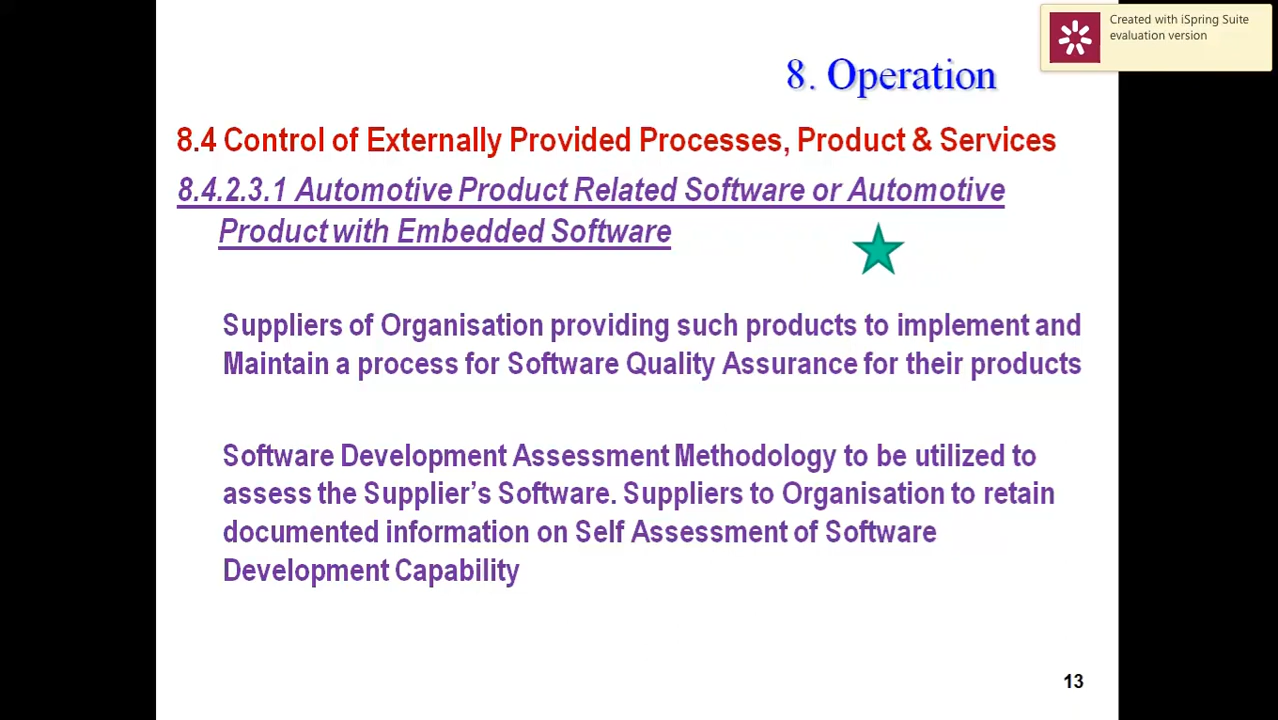 Created with iSpring Suite
evaluation version
8. Operation
8.4 Control of Externally Provided Processes, Product & Services
8.4.2.3.1 Automotive Product Related Software or Automotive
Product with Embedded Software
Suppliers of Organisation providing such products to implement and
Maintain a process for Software Quality Assurance for their products
Software Development Assessment Methodology to be utilized to
assess the Supplier’s Software. Suppliers to Organisation to retain
documented information on Self Assessment of Software
Development Capability
13